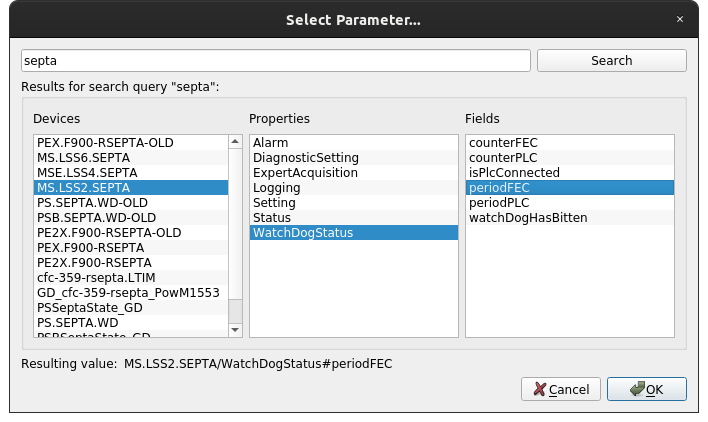 Select Parameter...
×
septa
Search
Results for search query "septa":
Devices
PEX.F900-RSEPTA-OLD
MS.LSS6.SEPTA
MSE.LSS4.SEPTA
MS.LSS2.SEPTA
PS.SEPTA.WD-OLD
PSB.SEPTA.WD-OLD
PE2X.F900-RSEPTA-OLD
PEX.F900-RSEPTA
PE2X.F900-RSEPTA
cfc-359-rsepta.LTIM
GD_cfc-359-rsepta_PowM1553
PSSeptaState_GD
PS.SEPTA.WD
PSBSeptaState_GD
Properties
Alarm
DiagnosticSetting
ExpertAcquisition
Logging
Setting
Status
WatchDogStatus
Fields
counterFEC
counterPLC
isPlcConnected
periodFEC
periodPLC
watchDogHasBitten
Resulting value: MS.LSS2.SEPTA/WatchDogStatus#periodFEC
Cancel
OK